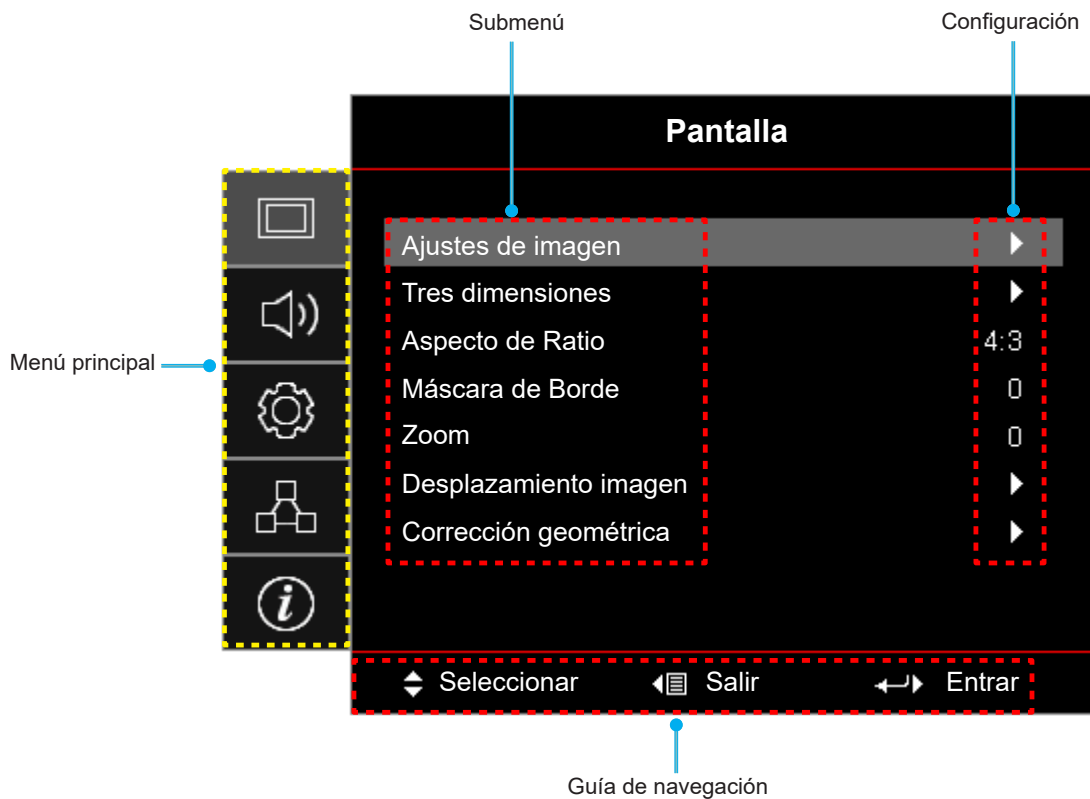 Submenú
Configuración
Pantalla
Ajustes de imagen
Tres dimensiones
Aspecto de Ratio 4:3
Menú principal
Máscara de Borde 0
Zoom 0
Desplazamiento imagen
Corrección geométrica
i
Seleccionar Salir Entrar
Guía de navegación